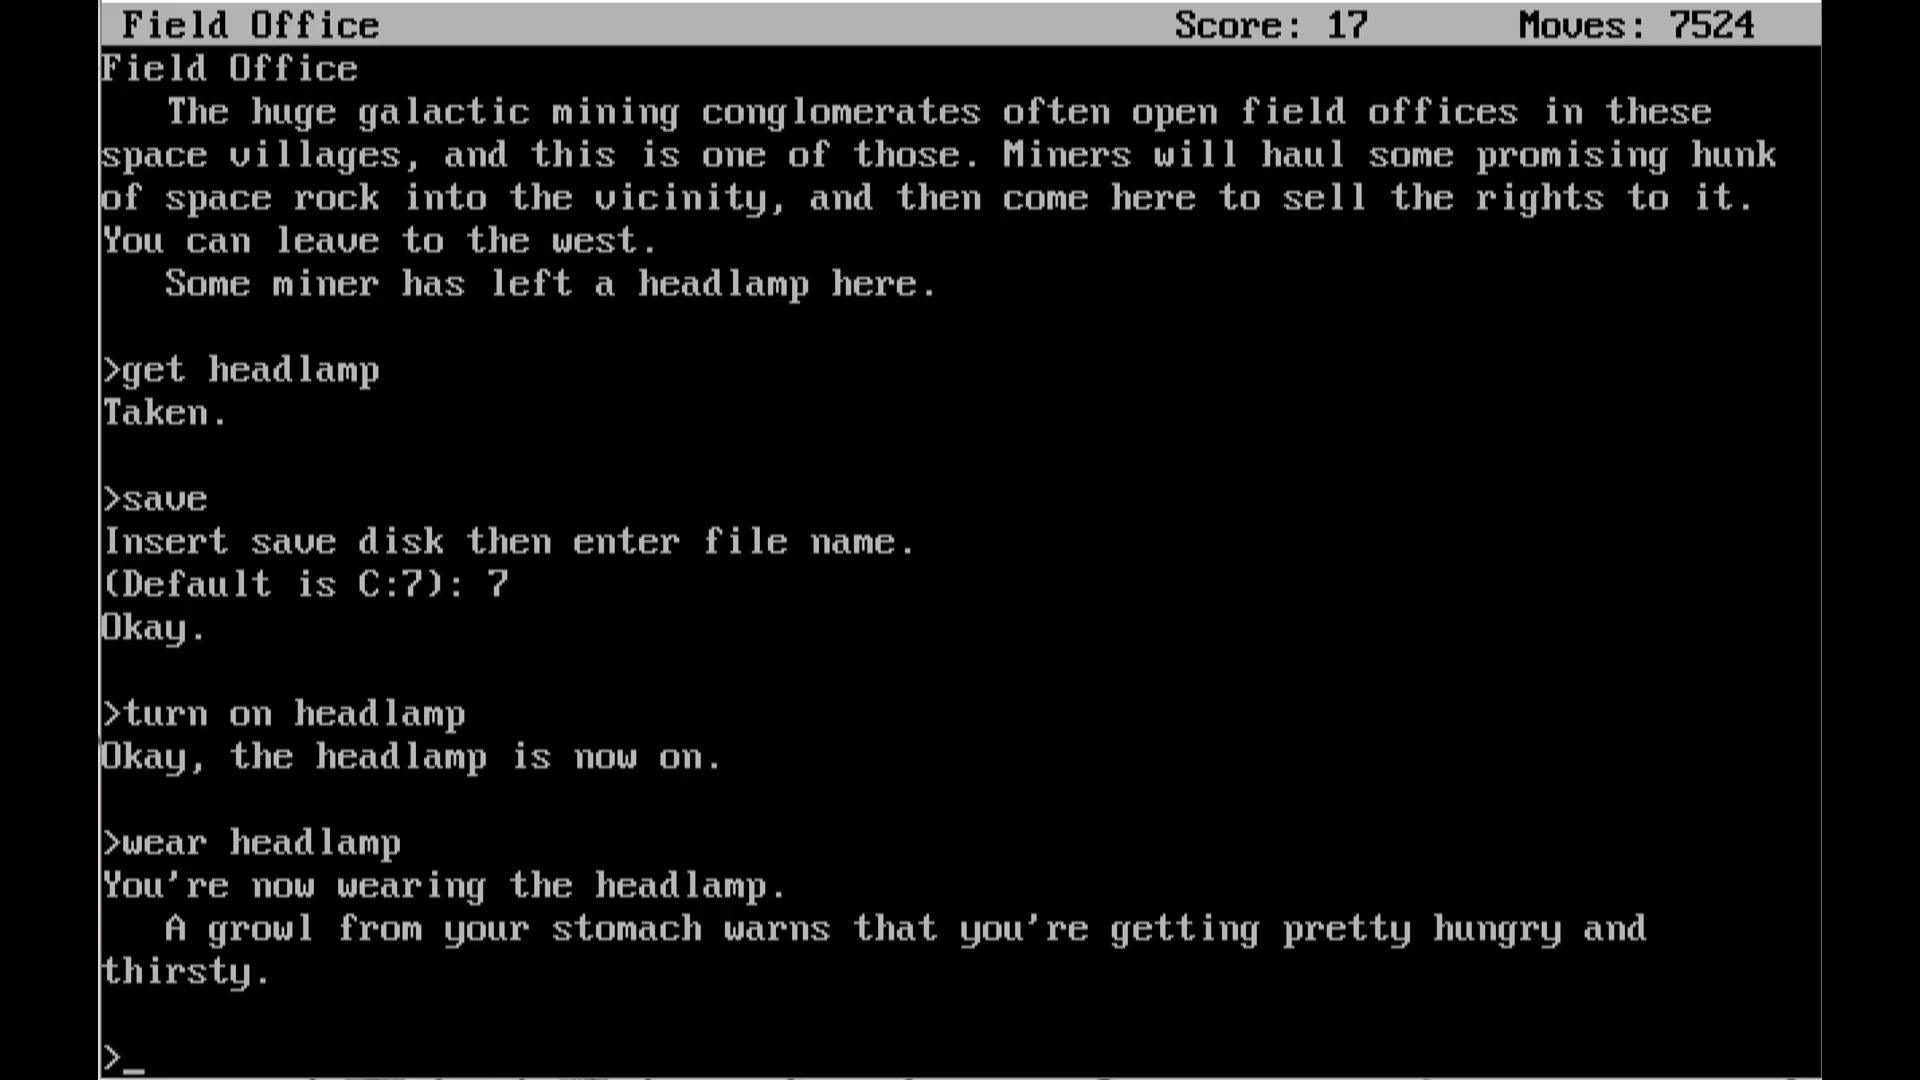 Field Office Score: 17 Moves: 7524
Field Office
The huge galactic mining conglomerates often open field offices in these
space villages, and this is one of those. Miners will haul some promising hunk
of space rock into the vicinity, and then come here to sell the rights to it.
You can leave to the west.
Some miner has left a headlamp here.
>get headlamp
Taken.
>save
Insert save disk then enter file name.
(Default is C:7): 7
Okay.
>turn on headlamp
Okay, the headlamp is now on.
>wear headlamp
You're now wearing the headlamp.
A growl from your stomach warns that you're getting pretty hungry and
thirsty.
>_